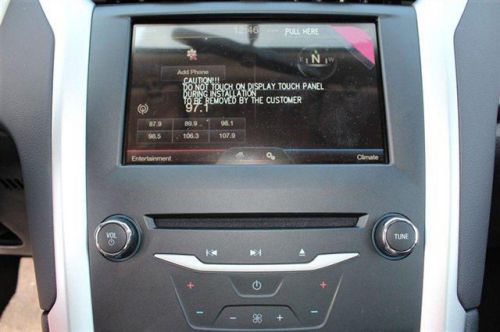 12:46
PULL HERE
N
E
W
Add Phone
CAUTION!!!
DO NOT TOUCH ON DISPLAY TOUCH PANEL
DURING INSTALLATION
TO BE REMOVED BY THE CUSTOMER
97.1
87.9 89.9 98.1
98.5 106.3 107.9
Entertainment
Climate
VOL
TUNE